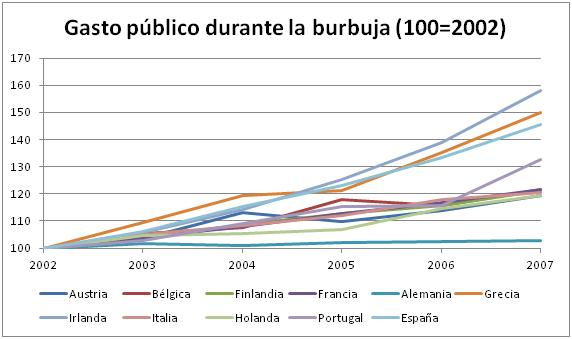 Gasto público durante la burbuja (100=2002)
170
160
150
140
130
120
110
100
2002 2003 2004 2005 2006 2007
Austria Bélgica Finlandia Francia Alemania Grecia
Irlanda Italia Holanda Portugal España